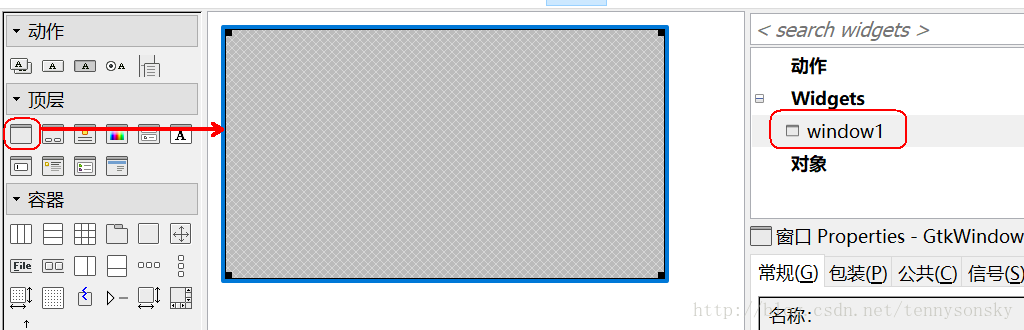 动作
顶层
容器
File
< search widgets >
动作
Widgets
window1
对象
窗口 Properties - GtkWindow
常规(G) 包装(P) 公共(C) 信号(S)
名称:
http://blog.csdn.net/tennysonsky